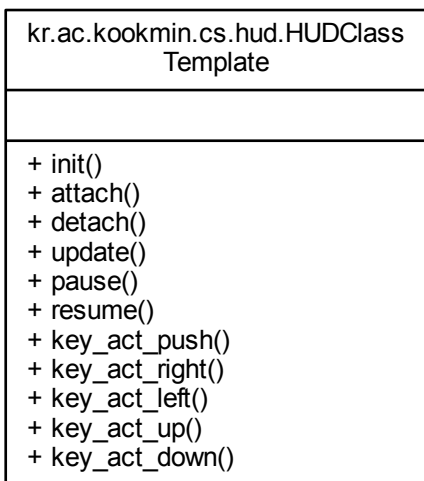 kr.ac.kookmin.cs.hud.HUDClass
Template
+ init()
+ attach()
+ detach()
+ update()
+ pause()
+ resume()
+ key_act_push()
+ key_act_right()
+ key_act_left()
+ key_act_up()
+ key_act_down()